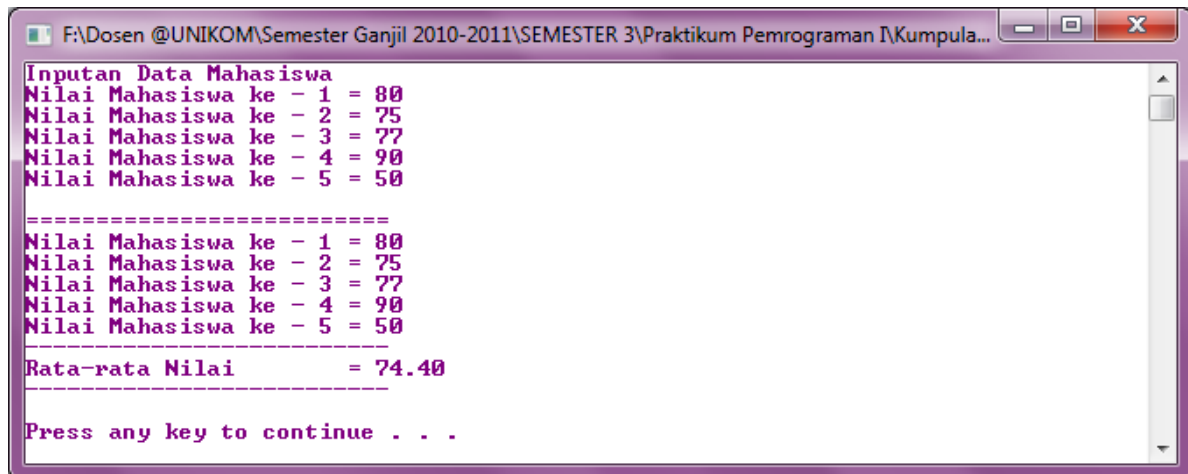 F:\Dosen @UNIKOM\Semester Ganjil 2010-2011\SEMESTER 3\Praktikum Pemrograman I\Kumpula...
Inputan Data Mahasiswa
Nilai Mahasiswa ke - 1 = 80
Nilai Mahasiswa ke - 2 = 75
Nilai Mahasiswa ke - 3 = 77
Nilai Mahasiswa ke - 4 = 90
Nilai Mahasiswa ke - 5 = 50
==========================
Nilai Mahasiswa ke - 1 = 80
Nilai Mahasiswa ke - 2 = 75
Nilai Mahasiswa ke - 3 = 77
Nilai Mahasiswa ke - 4 = 90
Nilai Mahasiswa ke - 5 = 50
--------------------------
Rata-rata Nilai        = 74.40
--------------------------
Press any key to continue . . .